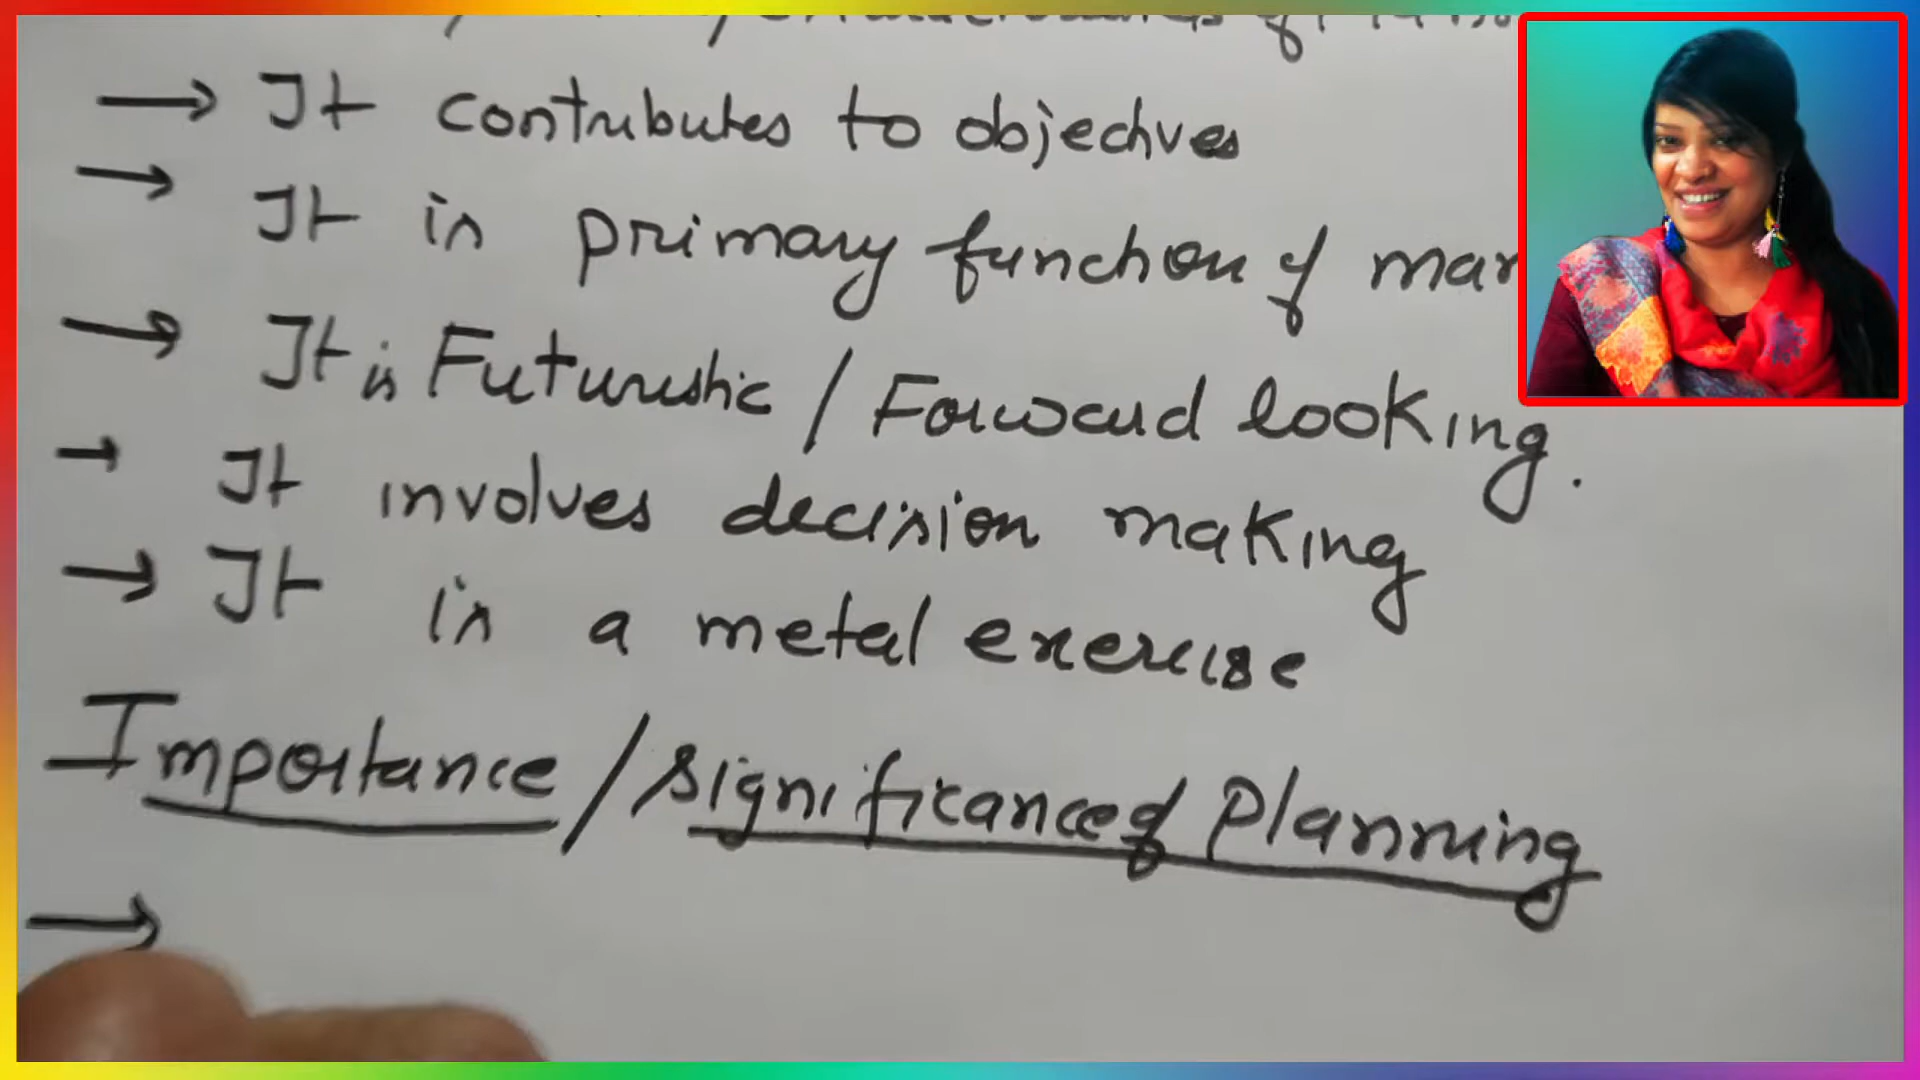 → It contributes to objectives
→ It is primary function of
→ It is Futuristic / Forward looking.
→ It involves decision making
→ It is a metal exercise
Importance / Significance of Planning
→